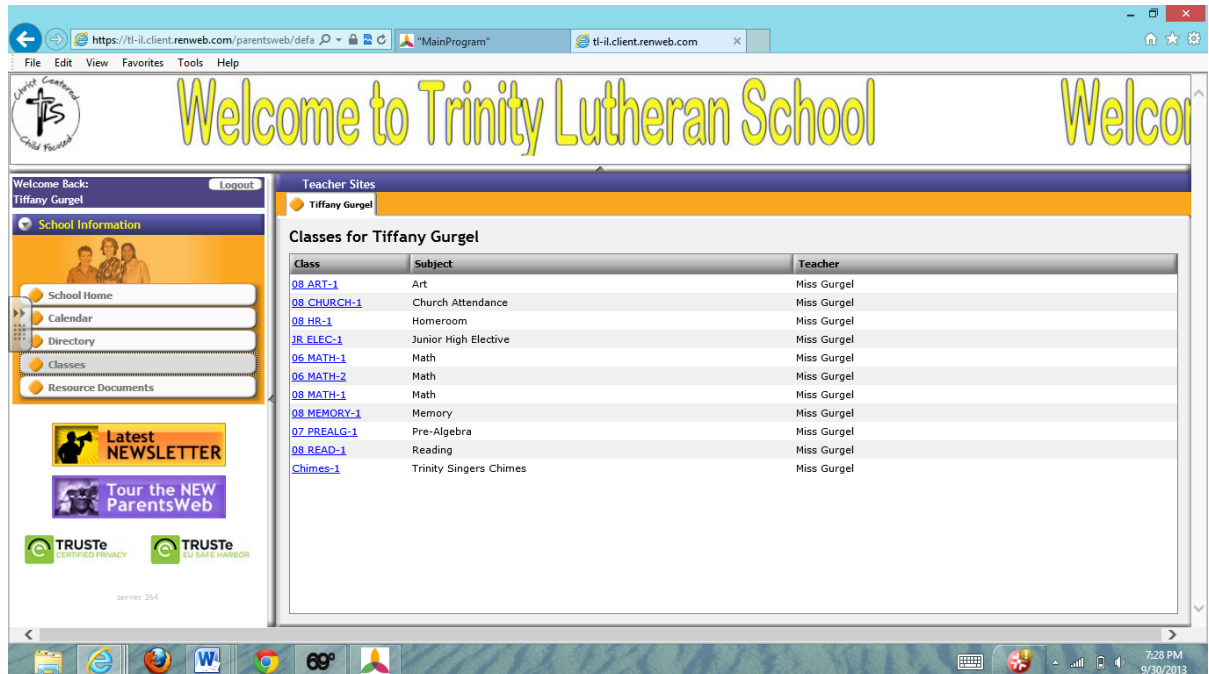 https://tl-il.client.renweb.com/parentsweb/defa
"MainProgram"
tl-il.client.renweb.com
File Edit View Favorites Tools Help
Christ Centered
TLS
Child Focused
Welcome to Trinity Lutheran School
Welcor
Welcome Back:
Logout
Tiffany Gurgel
School Information
School Home
Calendar
Directory
Classes
Resource Documents
Latest
NEWSLETTER
Tour the NEW
ParentsWeb
TRUSTe
CERTIFIED PRIVACY
TRUSTe
EU SAFE HARBOR
server 264
Teacher Sites
Tiffany Gurgel
Classes for Tiffany Gurgel
Class Subject Teacher
08 ART-1 Art Miss Gurgel
08 CHURCH-1 Church Attendance Miss Gurgel
08 HR-1 Homeroom Miss Gurgel
JR ELEC-1 Junior High Elective Miss Gurgel
06 MATH-1 Math Miss Gurgel
06 MATH-2 Math Miss Gurgel
08 MATH-1 Math Miss Gurgel
08 MEMORY-1 Memory Miss Gurgel
07 PREALG-1 Pre-Algebra Miss Gurgel
08 READ-1 Reading Miss Gurgel
Chimes-1 Trinity Singers Chimes Miss Gurgel
69°
7:28 PM
9/30/2013